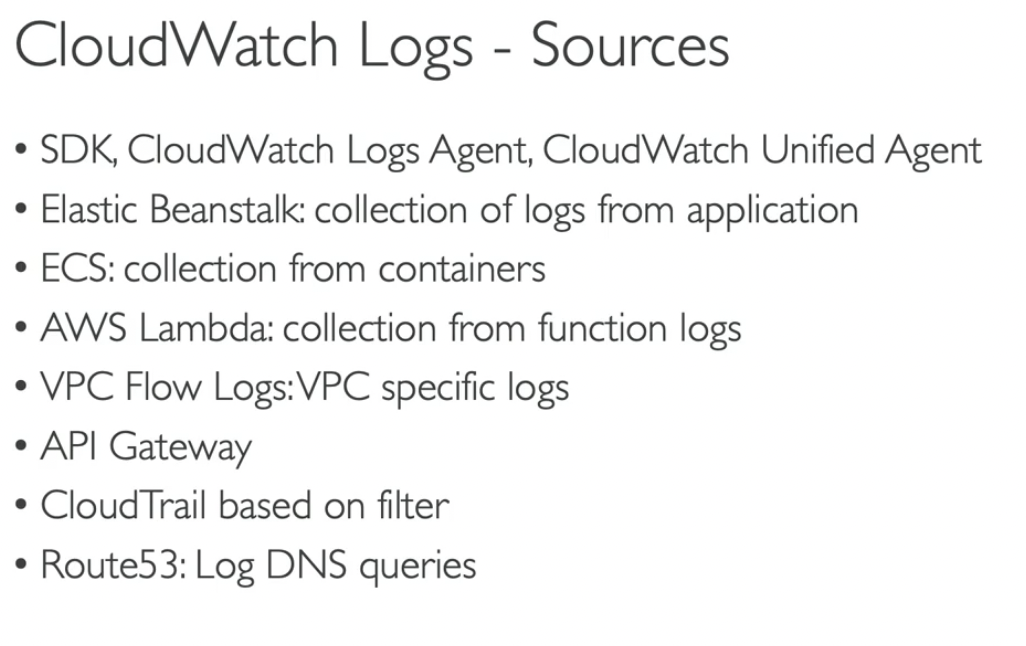 CloudWatch Logs - Sources
• SDK, CloudWatch Logs Agent, CloudWatch Unified Agent
• Elastic Beanstalk: collection of logs from application
• ECS: collection from containers
• AWS Lambda: collection from function logs
• VPC Flow Logs: VPC specific logs
• API Gateway
• CloudTrail based on filter
• Route53: Log DNS queries